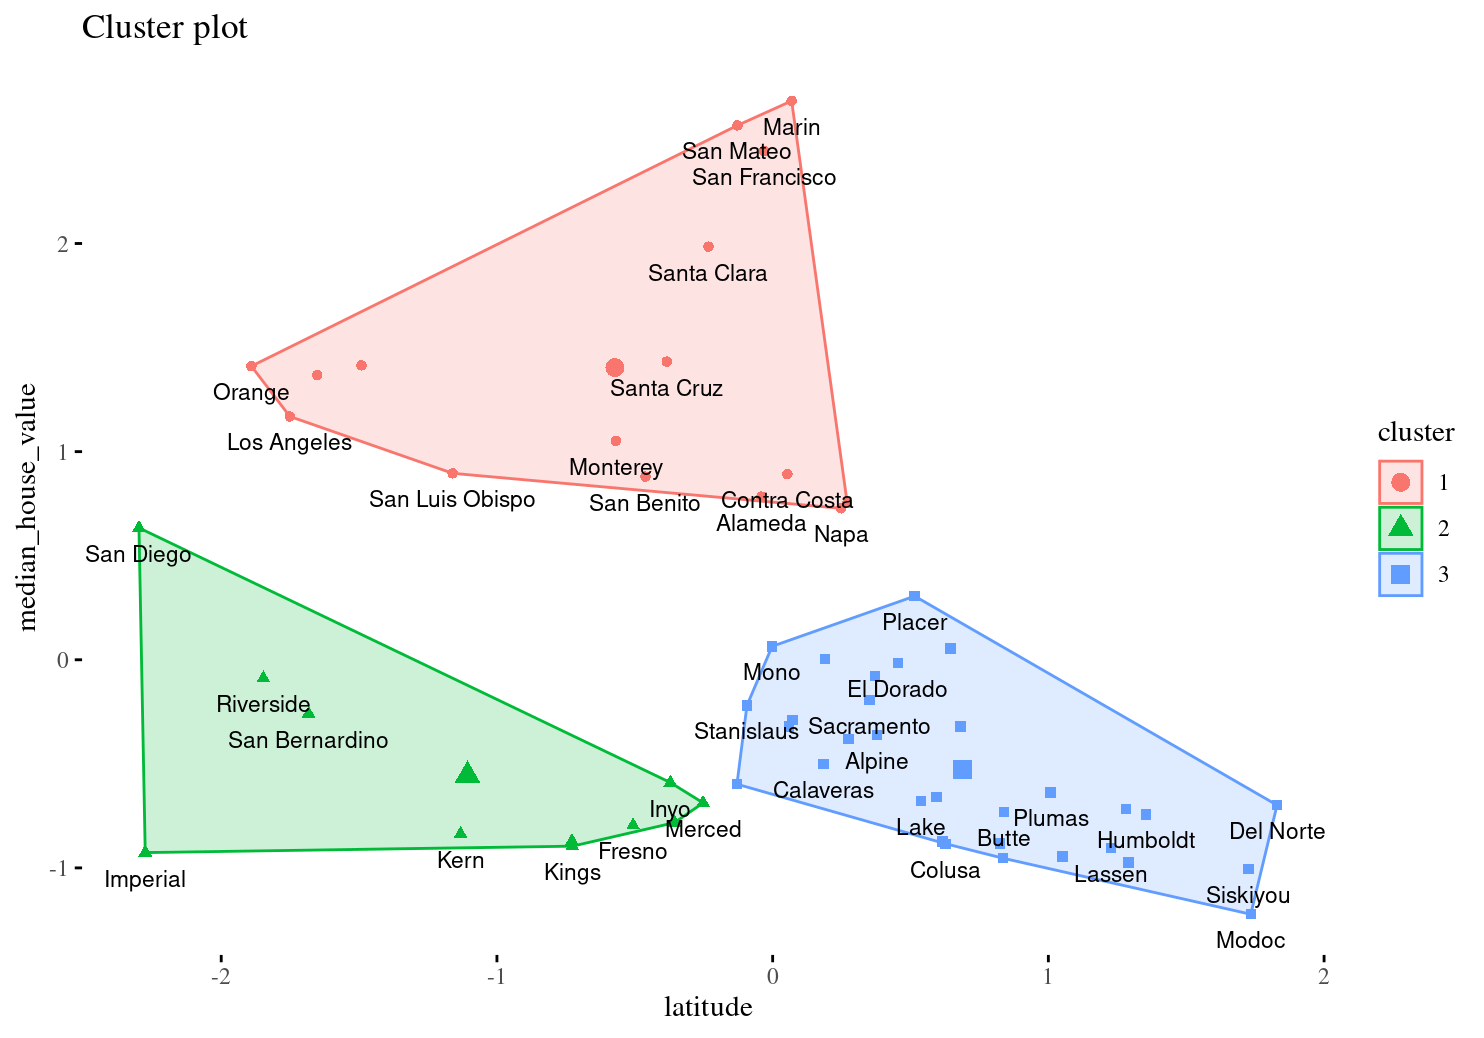 Cluster plot
Marin
San Mateo
San Francisco
2
Santa Clara
Santa Cruz
Orange
cluster
Los Angeles
1
Monterey
1
San Luis Obispo
San Benito
Contra Costa
Alameda
Napa
2
median_house_value
San Diego
3
Placer
0
Mono
El Dorado
Riverside
Stanislaus
Sacramento
San Bernardino
Alpine
Calaveras
Inyo
Plumas
Merced
Lake
Butte
Humboldt
Del Norte
-1
Kern
Fresno
Kings
Colusa
Lassen
Imperial
Siskiyou
Modoc
-2
-1
0
1
2
latitude